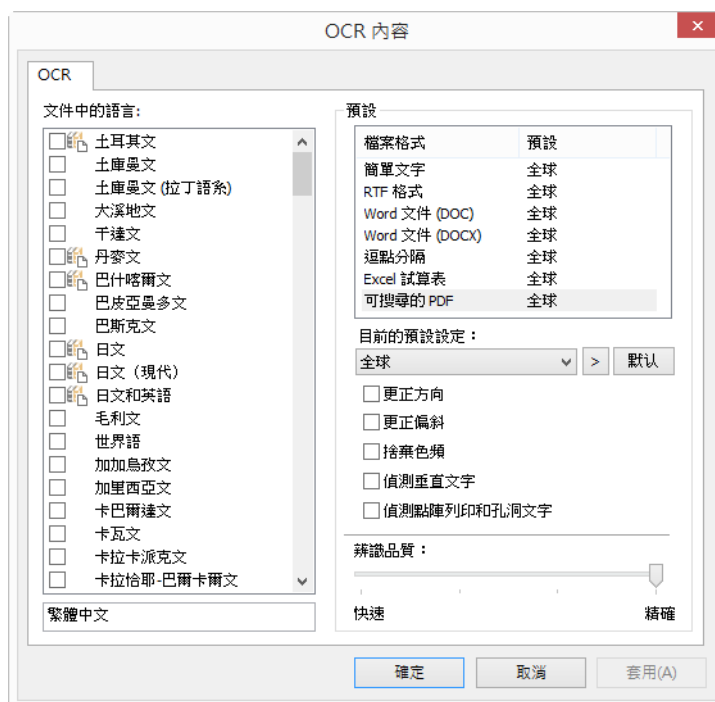 OCR 內容
OCR
文件中的語言:
土耳其文
土庫曼文
土庫曼文 (拉丁語系)
大溪地文
干達文
丹麥文
巴什喀爾文
巴皮亞曼多文
巴斯克文
日文
日文（現代）
日文和英語
毛利文
世界語
加加烏孜文
加里西亞文
卡巴爾達文
卡瓦文
卡拉卡派克文
卡拉恰耶-巴爾卡爾文
繁體中文
預設
檔案格式 預設
簡單文字 全球
RTF 格式 全球
Word 文件 (DOC) 全球
Word 文件 (DOCX) 全球
逗點分隔 全球
Excel 試算表 全球
可搜尋的 PDF 全球
目前的預設設定：
全球 > 默认
更正方向
更正偏斜
捨棄色頻
偵測垂直文字
偵測點陣列印和孔洞文字
辨識品質：
快速 精確
確定 取消 套用(A)